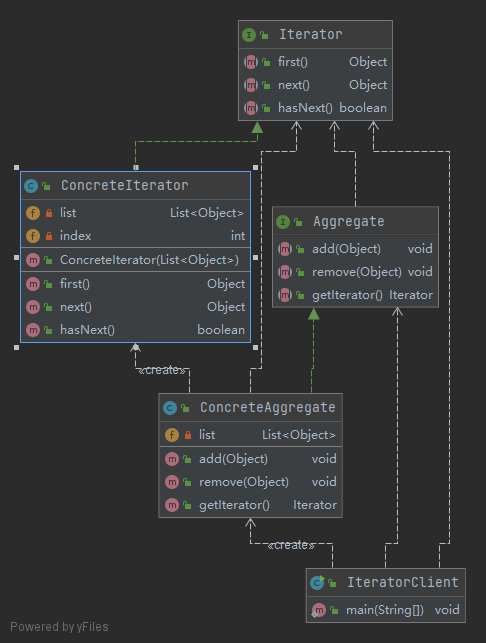 Iterator
first() Object
next() Object
hasNext() boolean
ConcreteIterator
list List<Object>
index int
ConcreteIterator(List<Object>)
first() Object
next() Object
hasNext() boolean
Aggregate
add(Object) void
remove(Object) void
getIterator() Iterator
«create»
ConcreteAggregate
list List<Object>
add(Object) void
remove(Object) void
getIterator() Iterator
«create»
IteratorClient
main(String[]) void
Powered by yFiles